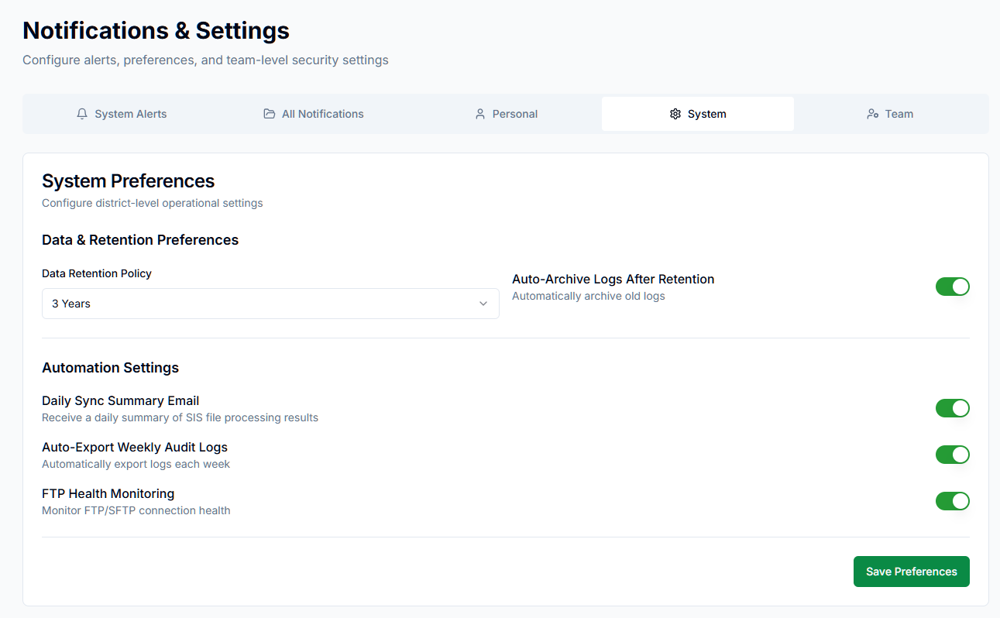 Notifications & Settings
Configure alerts, preferences, and team-level security settings
System Alerts
All Notifications
Personal
System
Team
System Preferences
Configure district-level operational settings
Data & Retention Preferences
Data Retention Policy
3 Years
Auto-Archive Logs After Retention
Automatically archive old logs
Automation Settings
Daily Sync Summary Email
Receive a daily summary of SIS file processing results
Auto-Export Weekly Audit Logs
Automatically export logs each week
FTP Health Monitoring
Monitor FTP/SFTP connection health
Save Preferences